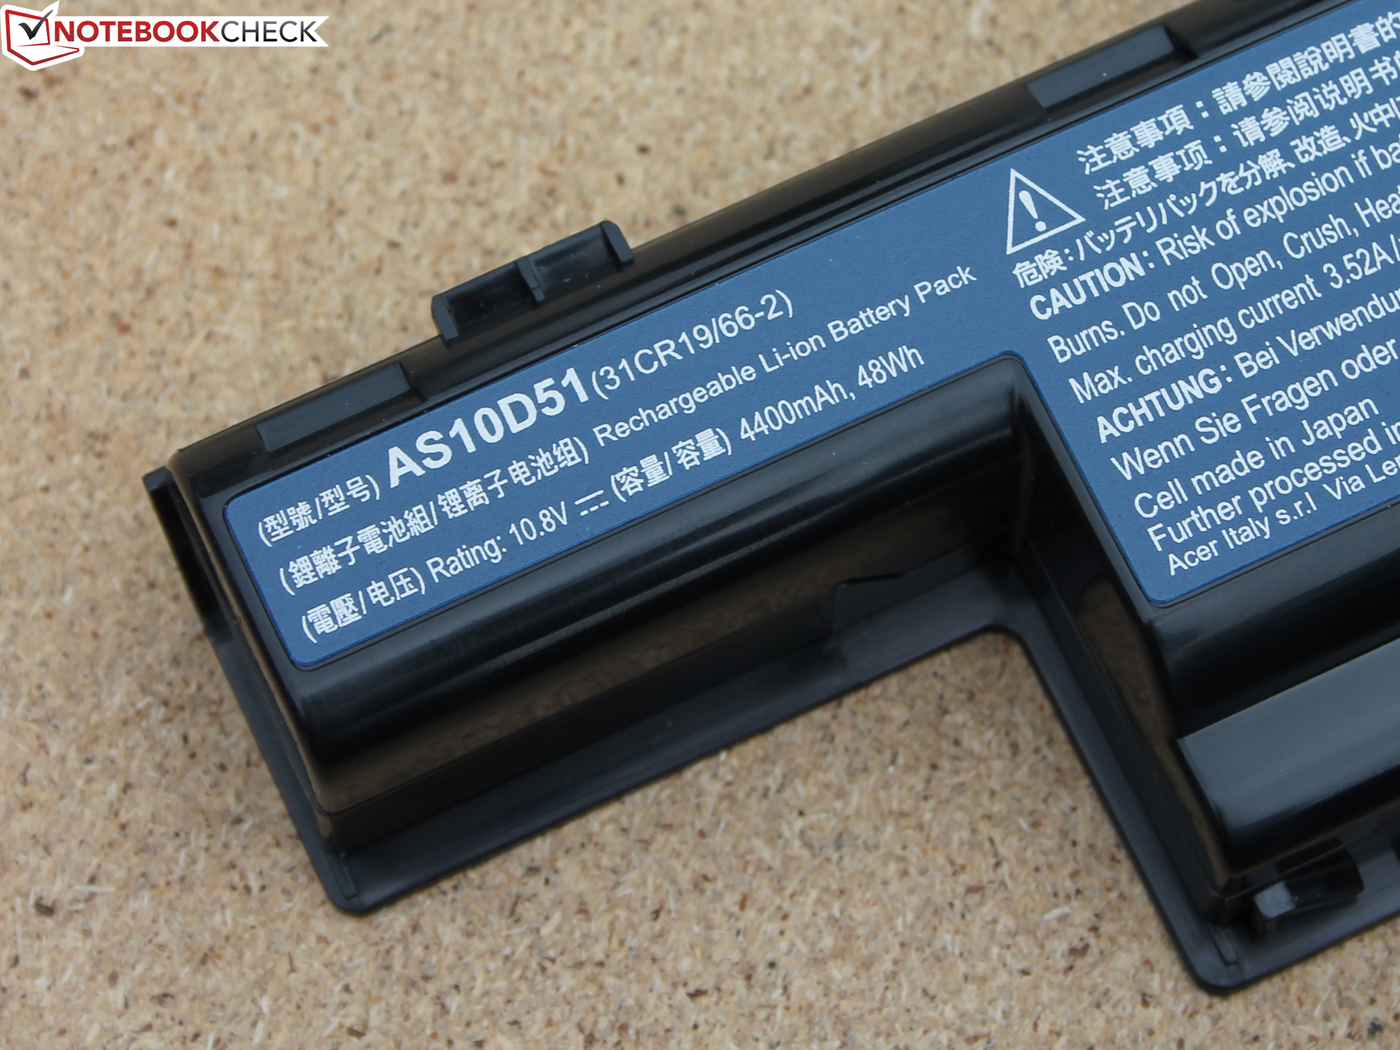 NOTEBOOKCHECK
(型號/型号) AS10D51 (31CR19/66-2)
(鋰離子電池組/锂离子电池组) Rechargeable Li-ion Battery Pack
(電壓/电压) Rating: 10.8V ⎓ (容量/容量) 4400mAh, 48Wh
注意事項：請參閱說明書的
注意事项：请参阅说明书
危険：バッテリパックを分解、改造、火中
CAUTION: Risk of explosion if
Burns. Do not Open, Crush,
Max. charging current 3.52A/
ACHTUNG: Bei
Wenn Sie Fragen oder
Cell made in Japan
Further processed
Acer Italy s.r.l Via